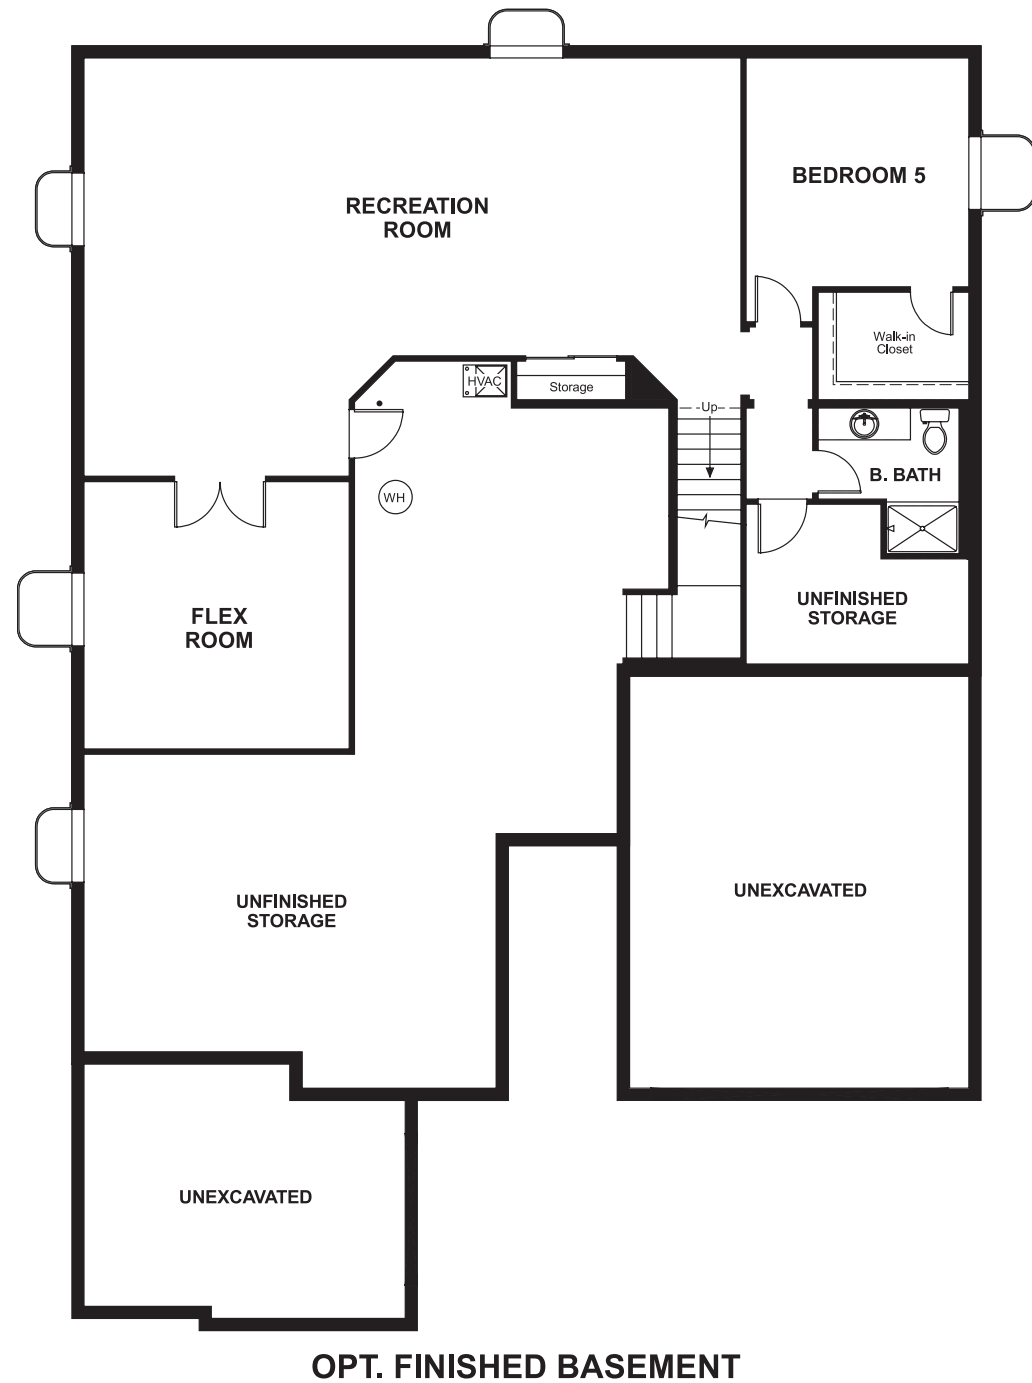 BEDROOM 5
RECREATION
ROOM
Walk-in
Closet
HVAC
Storage
Up
B. BATH
WH
FLEX
ROOM
UNFINISHED
STORAGE
UNEXCAVATED
UNFINISHED
STORAGE
UNEXCAVATED
OPT. FINISHED BASEMENT